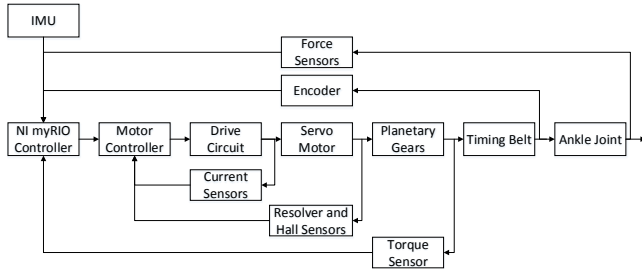 IMU
Force
Sensors
Encoder
NI myRIO
Controller
Motor
Controller
Drive
Circuit
Servo
Motor
Planetary
Gears
Timing Belt
Ankle Joint
Current
Sensors
Resolver and
Hall Sensors
Torque
Sensor